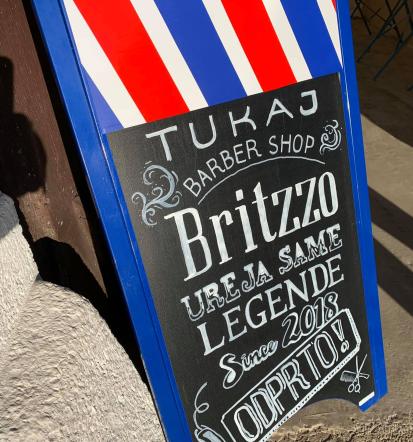 TUKAJ
BARBER SHOP
Britzzo
UREJA SAME
LEGENDE
Since 2018
ODPRTO!